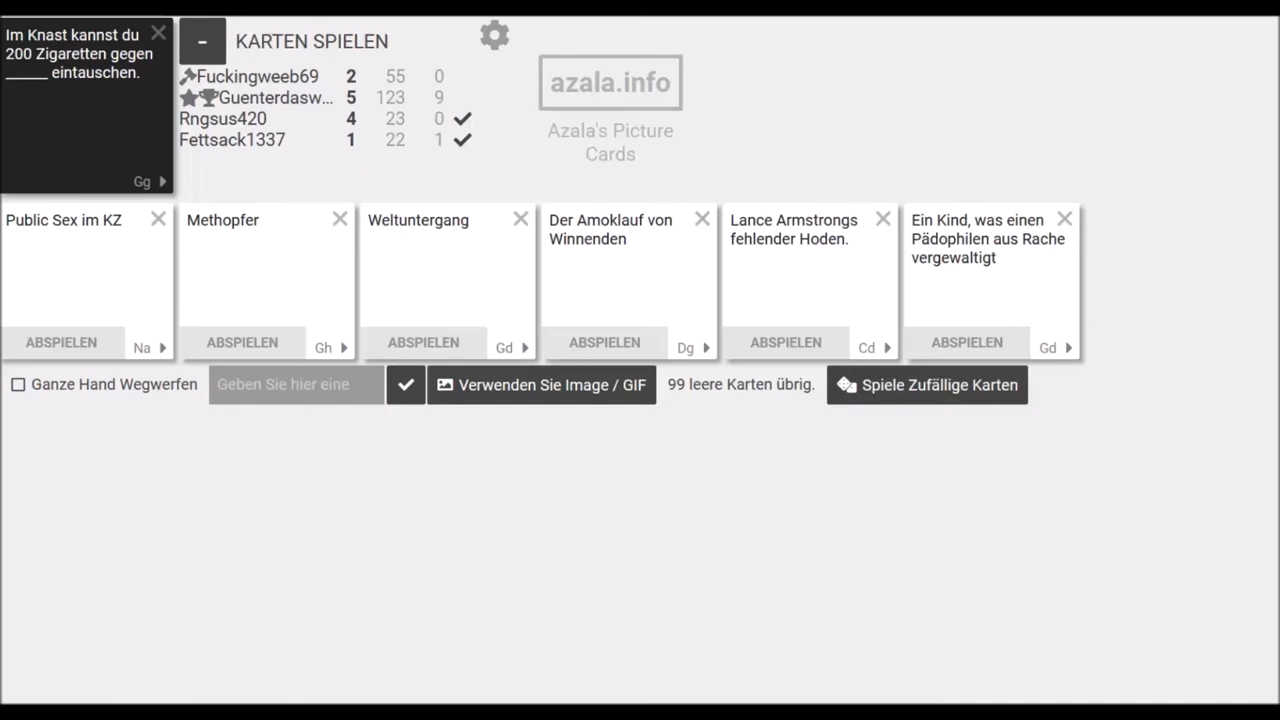 Im Knast kannst du
200 Zigaretten gegen
_____ eintauschen.
Gg
-
KARTEN SPIELEN
Fuckingweeb69 2 55 0
Guenterdasw... 5 123 9
Rngsus420 4 23 0
Fettsack1337 1 22 1
azala.info
Azala's Picture
Cards
Public Sex im KZ
ABSPIELEN
Na
Methopfer
ABSPIELEN
Gh
Weltuntergang
ABSPIELEN
Gd
Der Amoklauf von
Winnenden
ABSPIELEN
Dg
Lance Armstrongs
fehlender Hoden.
ABSPIELEN
Cd
Ein Kind, was einen
Pädophilen aus Rache
vergewaltigt
ABSPIELEN
Gd
Ganze Hand Wegwerfen
Geben Sie hier eine
Verwenden Sie Image / GIF
99 leere Karten übrig.
Spiele Zufällige Karten